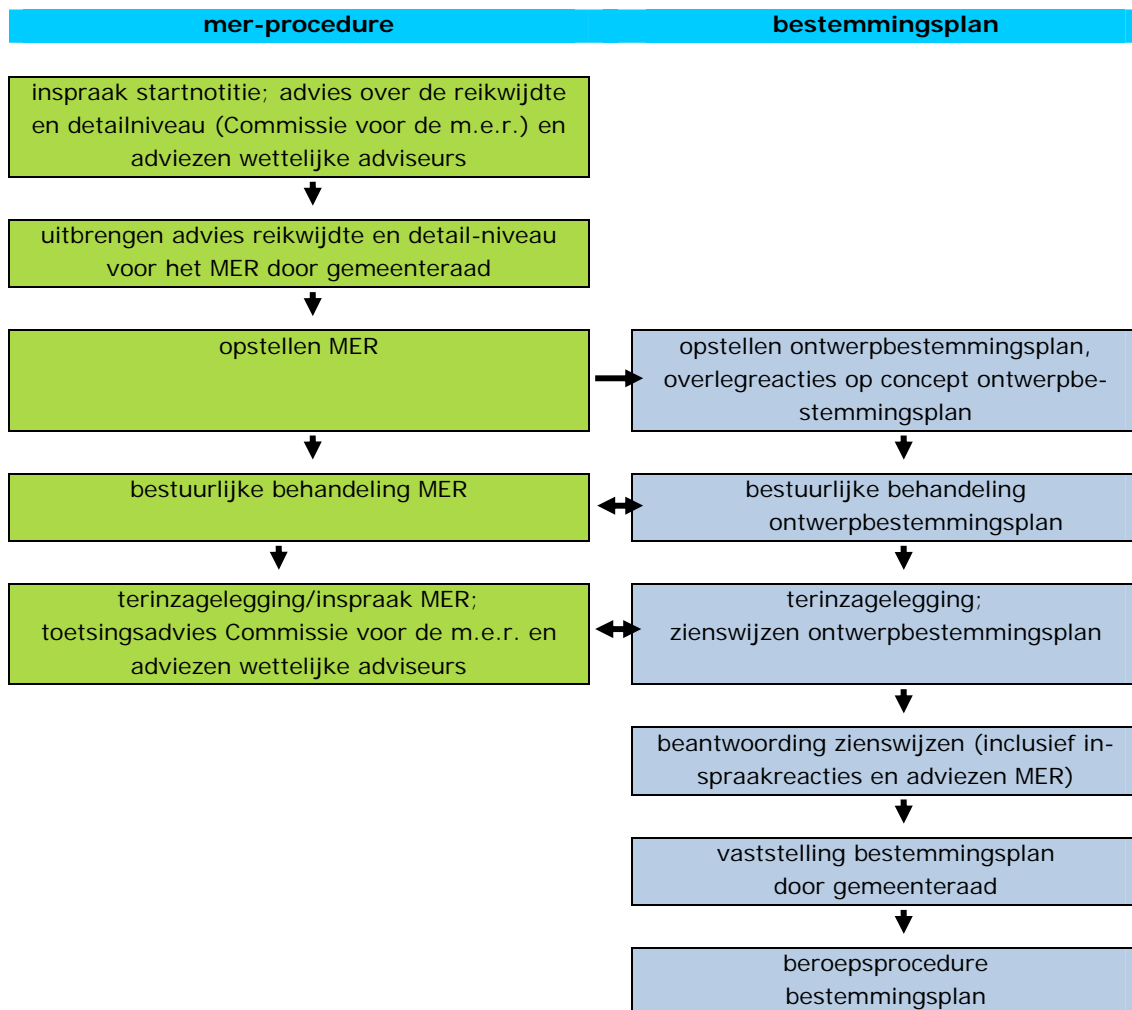 mer-procedure
bestemmingsplan
inspraak startnotitie; advies over de reikwijdte
en detailniveau (Commissie voor de m.e.r.) en
adviezen wettelijke adviseurs
uitbrengen advies reikwijdte en detail-niveau
voor het MER door gemeenteraad
opstellen MER
opstellen ontwerpbestemmingsplan,
overlegreacties op concept ontwerpbe-
stemmingsplan
bestuurlijke behandeling MER
bestuurlijke behandeling
ontwerpbestemmingsplan
terinzagelegging/inspraak MER;
toetsingsadvies Commissie voor de m.e.r. en
adviezen wettelijke adviseurs
terinzagelegging;
zienswijzen ontwerpbestemmingsplan
beantwoording zienswijzen (inclusief in-
spraakreacties en adviezen MER)
vaststelling bestemmingsplan
door gemeenteraad
beroepsprocedure
bestemmingsplan